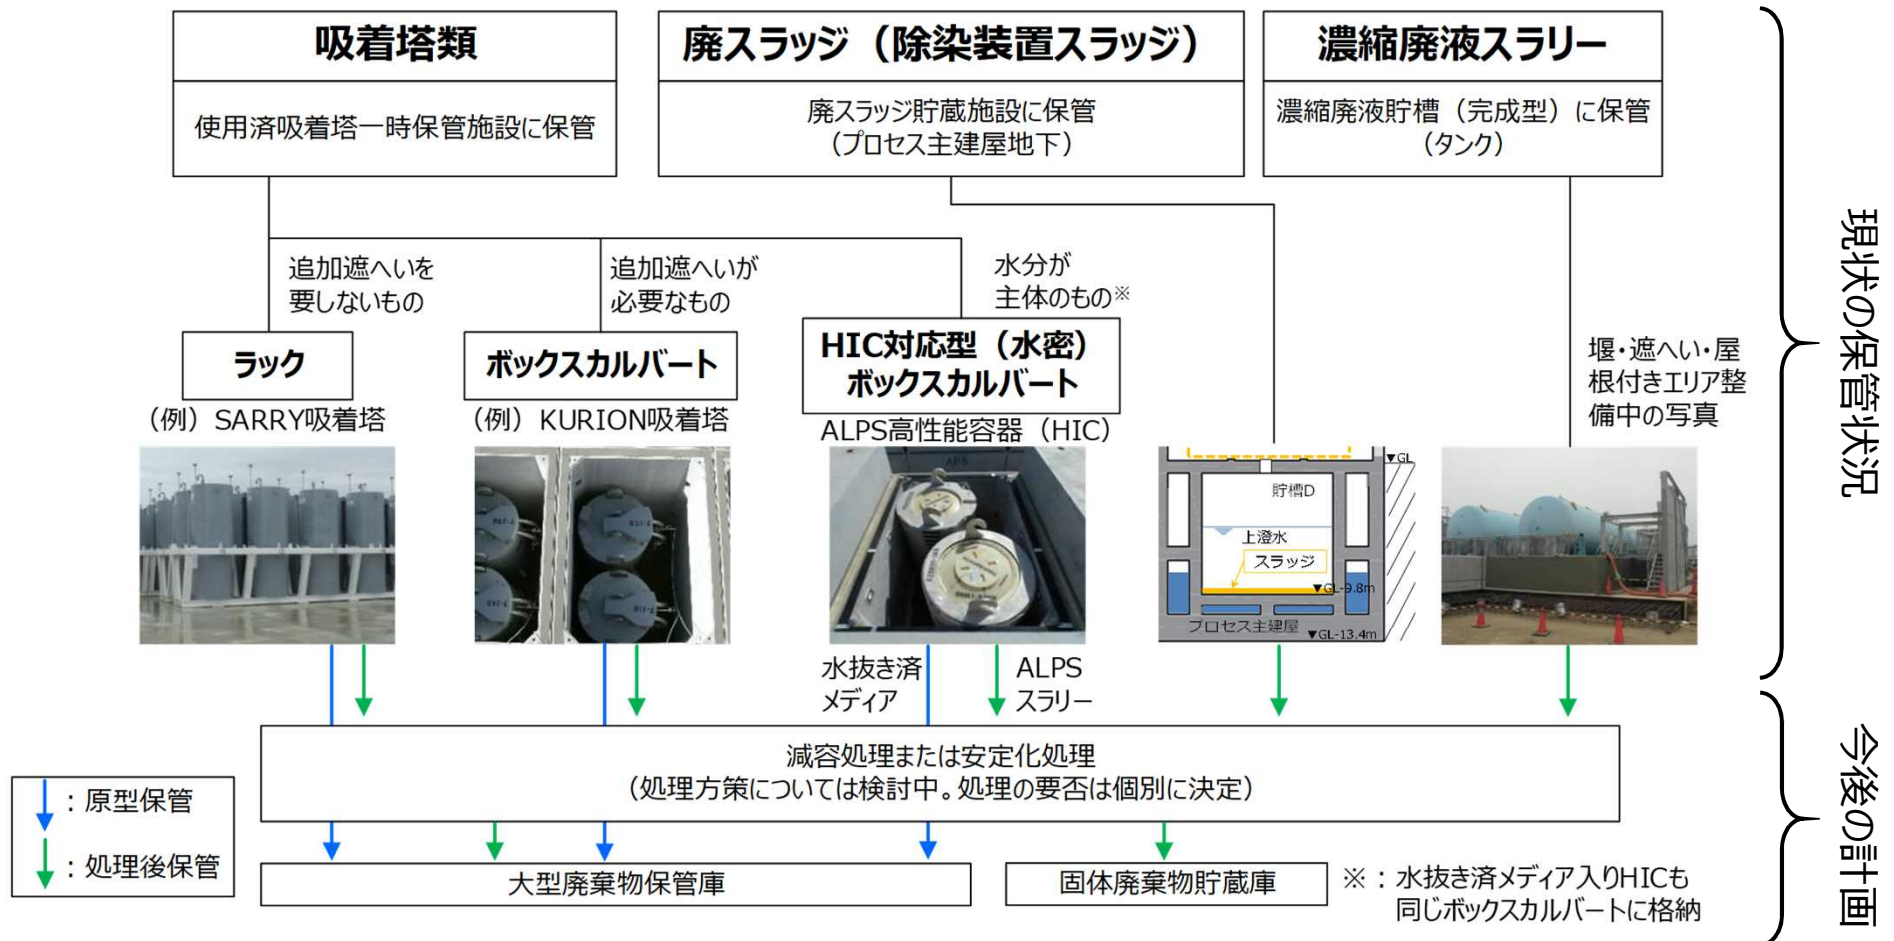 吸着塔類
使用済吸着塔一時保管施設に保管
廃スラッジ（除染装置スラッジ）
廃スラッジ貯蔵施設に保管
（プロセス主建屋地下）
濃縮廃液スラリー
濃縮廃液貯槽（完成型）に保管
（タンク）
追加遮へいを
要しないもの
追加遮へいが
必要なもの
水分が
主体のもの※
ラック
（例）SARRY吸着塔
ボックスカルバート
（例）KURION吸着塔
HIC対応型（水密）
ボックスカルバート
ALPS高性能容器（HIC）
堰・遮へい・屋
根付きエリア整
備中の写真
▼GL
貯槽D
上澄水
スラッジ
▼GL-9.8m
プロセス主建屋
▼GL-13.4m
水抜き済
メディア
ALPS
スラリー
減容処理または安定化処理
（処理方策については検討中。処理の要否は個別に決定）
：原型保管
：処理後保管
大型廃棄物保管庫
固体廃棄物貯蔵庫
※：水抜き済メディア入りHICも
同じボックスカルバートに格納
現状の保管状況
今後の計画